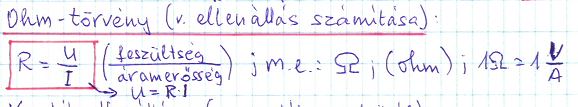 Ohm-törvény (v. ellenállás számítása):
R = U/I (feszültség/áramerősség) j m.e.: Ω ; (ohm) ; 1Ω = 1 V/A
→ U = R·I